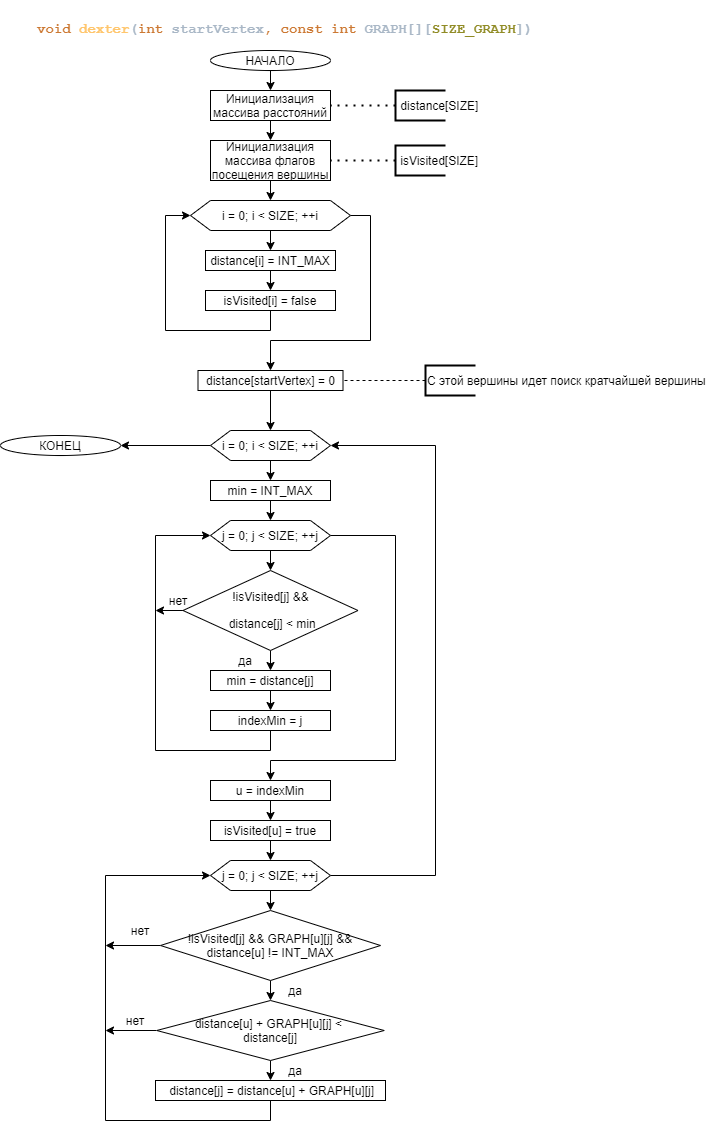 void dexter(int startVertex, const int GRAPH[][SIZE_GRAPH])
НАЧАЛО
Инициализация
массива расстояний
distance[SIZE]
Инициализация
массива флагов
посещения вершины
isVisited[SIZE]
i = 0; i < SIZE; ++i
distance[i] = INT_MAX
isVisited[i] = false
distance[startVertex] = 0
С этой вершины идет поиск кратчайшей вершины
КОНЕЦ
i = 0; i < SIZE; ++i
min = INT_MAX
j = 0; j < SIZE; ++j
!isVisited[j] &&
distance[j] < min
нет
да
min = distance[j]
indexMin = j
u = indexMin
isVisited[u] = true
j = 0; j < SIZE; ++j
нет
!isVisited[j] && GRAPH[u][j] &&
distance[u] != INT_MAX
да
нет
distance[u] + GRAPH[u][j] <
distance[j]
да
distance[j] = distance[u] + GRAPH[u][j]